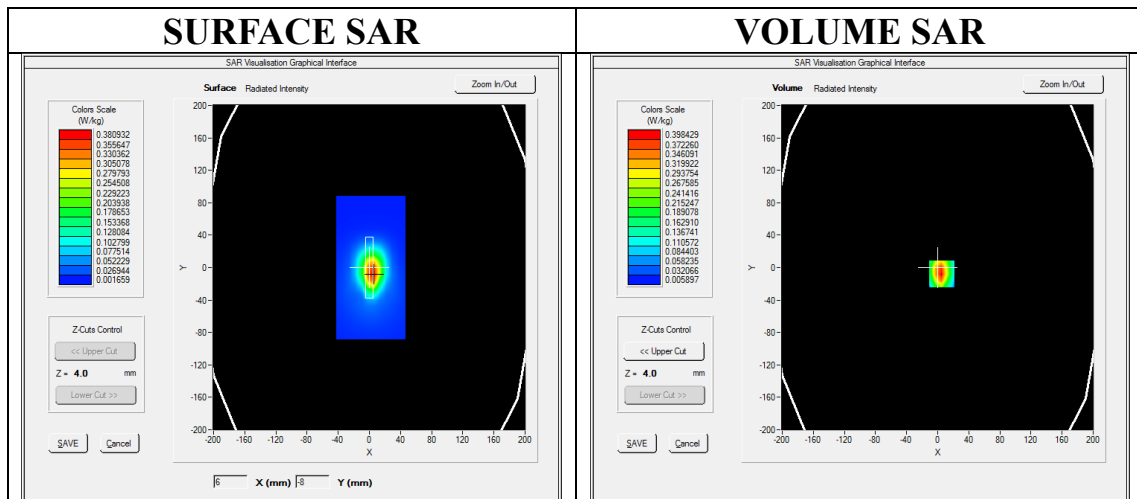 SURFACE SAR
SAR Visualisation Graphical Interface
Surface Radiated Intensity
Zoom In/Out
Colors Scale
(W/kg)
0.380932
0.355647
0.330362
0.305078
0.279793
0.254508
0.229223
0.203938
0.178653
0.153368
0.128084
0.102799
0.077514
0.052229
0.026944
0.001659
Z-Cuts Control
<< Upper Cut
Z = 4.0 mm
Lower Cut >>
SAVE Cancel
200
160
120
80
40
0
-40
-80
-120
-160
-200
Y
-200 -160 -120 -80 -40 0 40 80 120 160 200
X
6 X (mm) -8 Y (mm)
VOLUME SAR
SAR Visualisation Graphical Interface
Volume Radiated Intensity
Zoom In/Out
Colors Scale
(W/kg)
0.398429
0.372260
0.346091
0.319922
0.293754
0.267585
0.241416
0.215247
0.189078
0.162910
0.136741
0.110572
0.084403
0.058235
0.032066
0.005897
Z-Cuts Control
<< Upper Cut
Z = 4.0 mm
Lower Cut >>
SAVE Cancel
200
160
120
80
40
0
-40
-80
-120
-160
-200
Y
-200 -160 -120 -80 -40 0 40 80 120 160 200
X